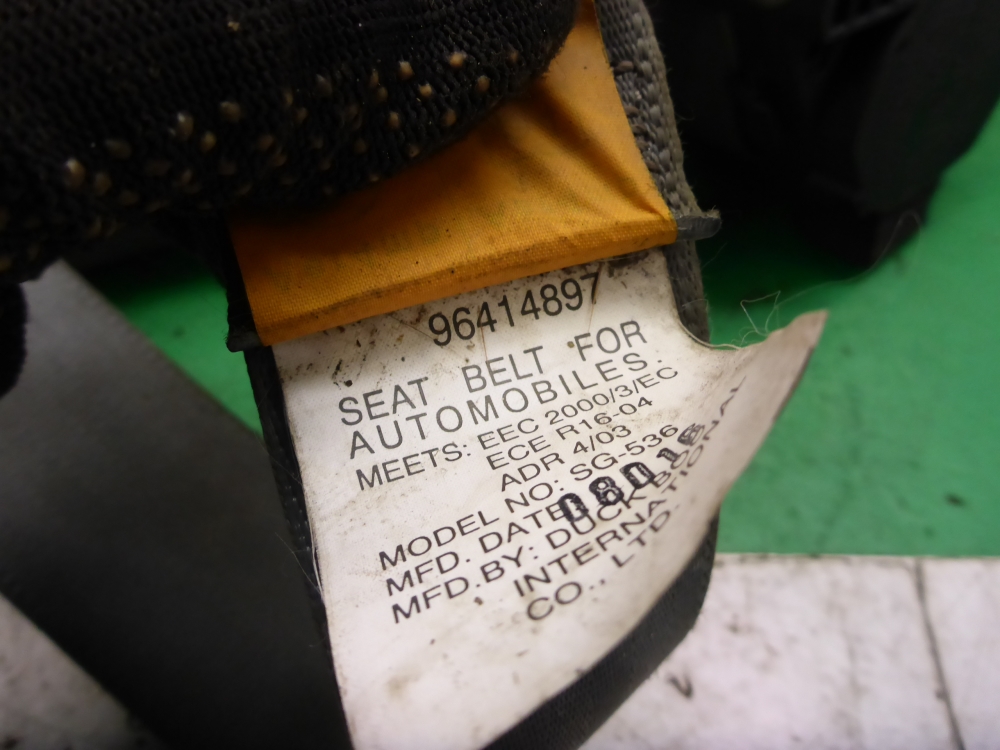 96414897
SEAT BELT FOR
AUTOMOBILES.
MEETS: EEC 2000/3/EC
ECE R16-04
ADR 4/03
MODEL NO: SG-536
MFD. DATE
MFD.BY: DUCK BOO
INTERNATIONAL
CO., LTD.